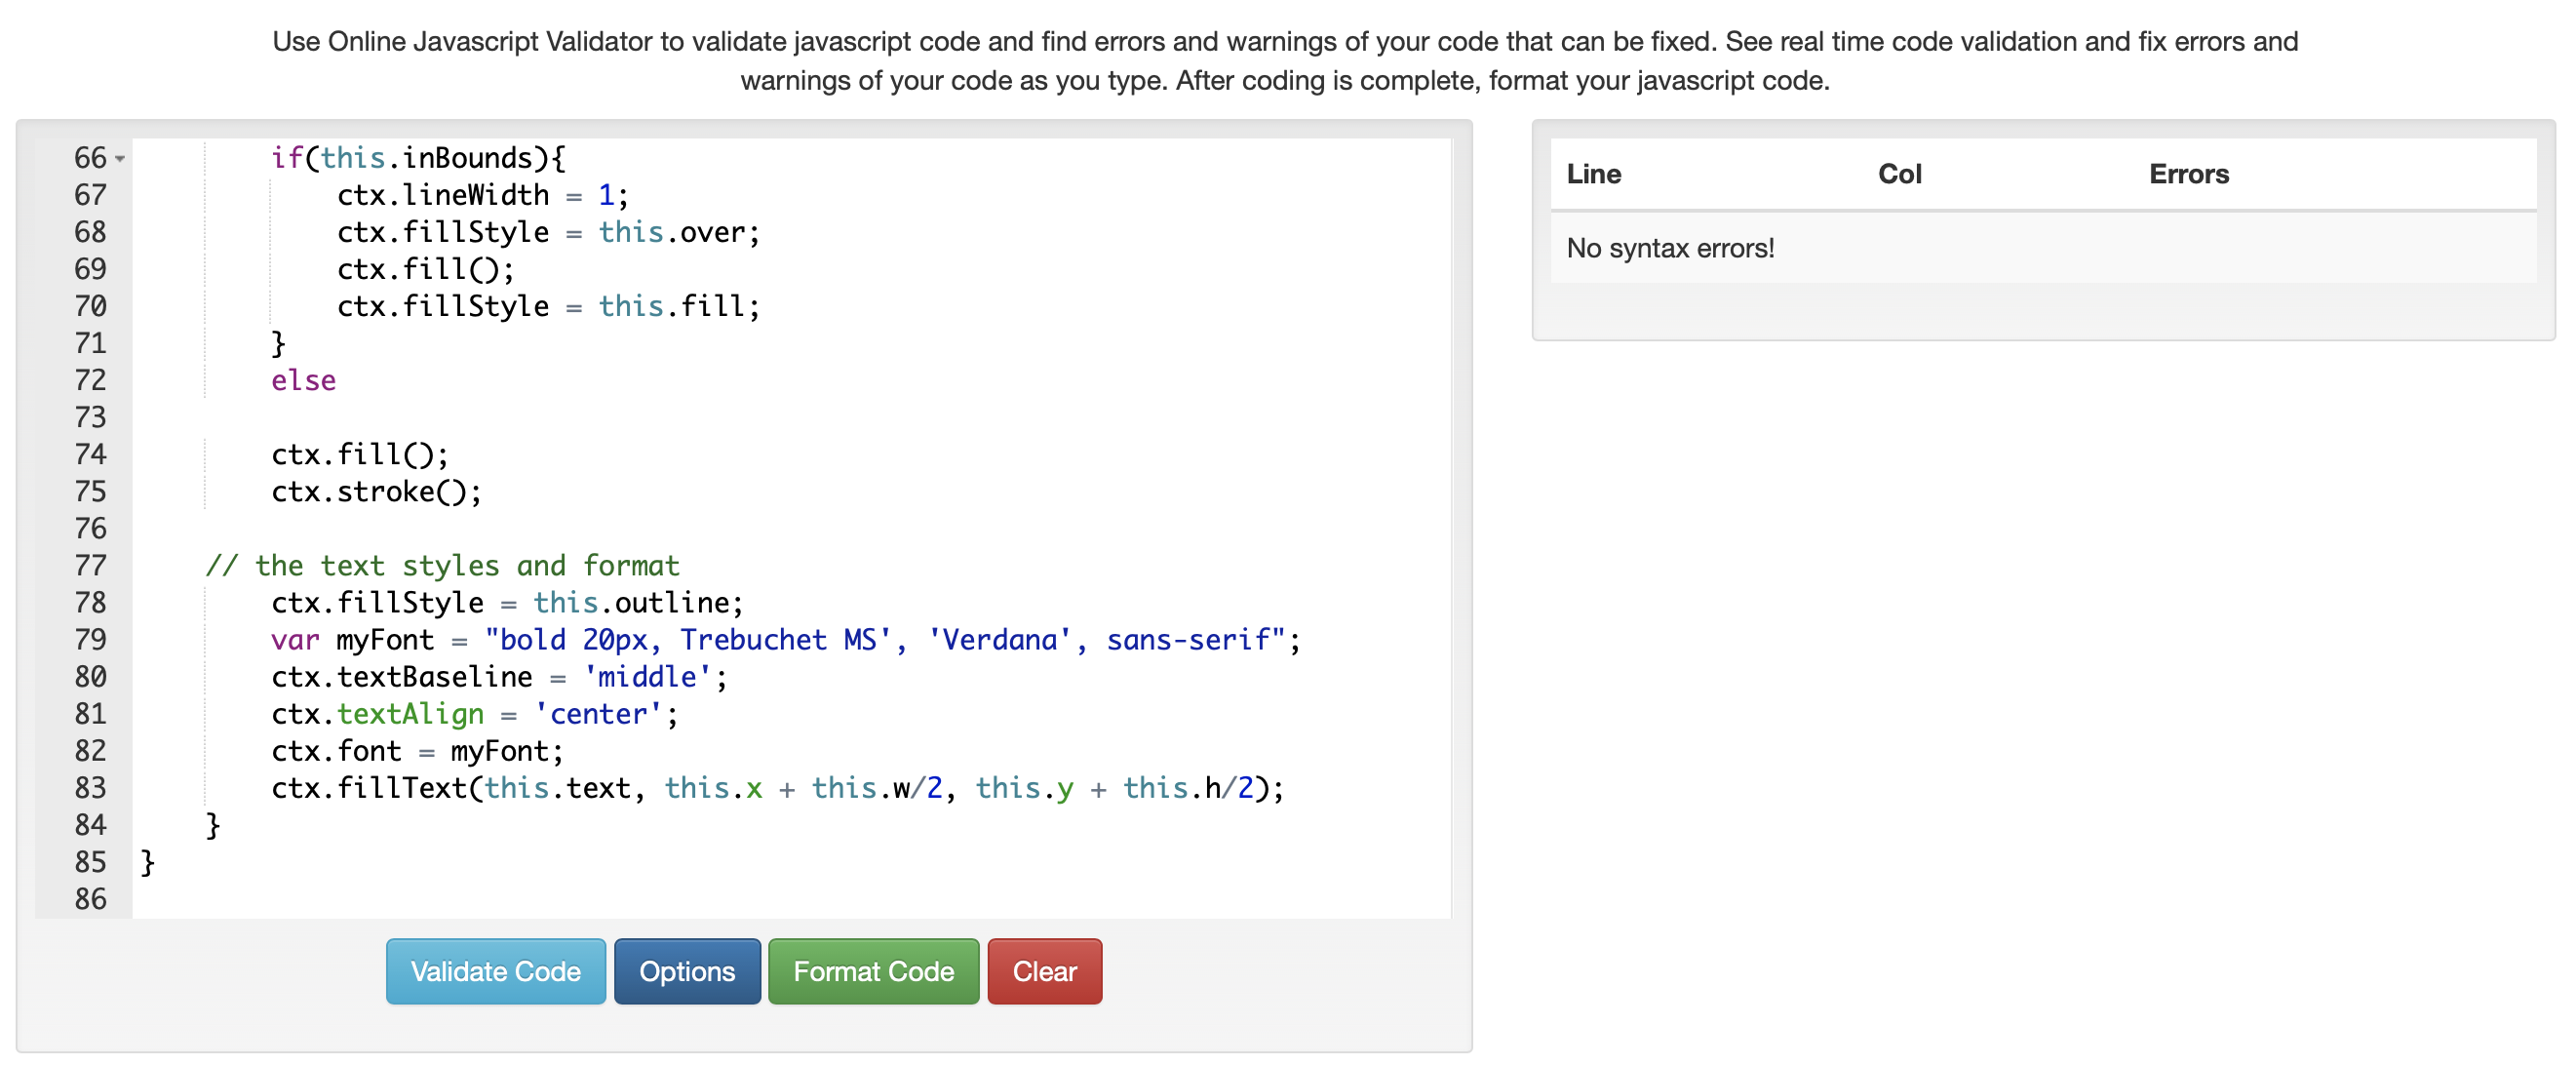 Use Online Javascript Validator to validate javascript code and find errors and warnings of your code that can be fixed. See real time code validation and fix errors and
warnings of your code as you type. After coding is complete, format your javascript code.
66 if(this.inBounds){
67 ctx.lineWidth = 1;
68 ctx.fillStyle = this.over;
69 ctx.fill();
70 ctx.fillStyle = this.fill;
71 }
72 else
73
74 ctx.fill();
75 ctx.stroke();
76
77 // the text styles and format
78 ctx.fillStyle = this.outline;
79 var myFont = "bold 20px, Trebuchet MS', 'Verdana', sans-serif";
80 ctx.textBaseline = 'middle';
81 ctx.textAlign = 'center';
82 ctx.font = myFont;
83 ctx.fillText(this.text, this.x + this.w/2, this.y + this.h/2);
84 }
85 }
86
Validate Code Options Format Code Clear
Line Col Errors
No syntax errors!